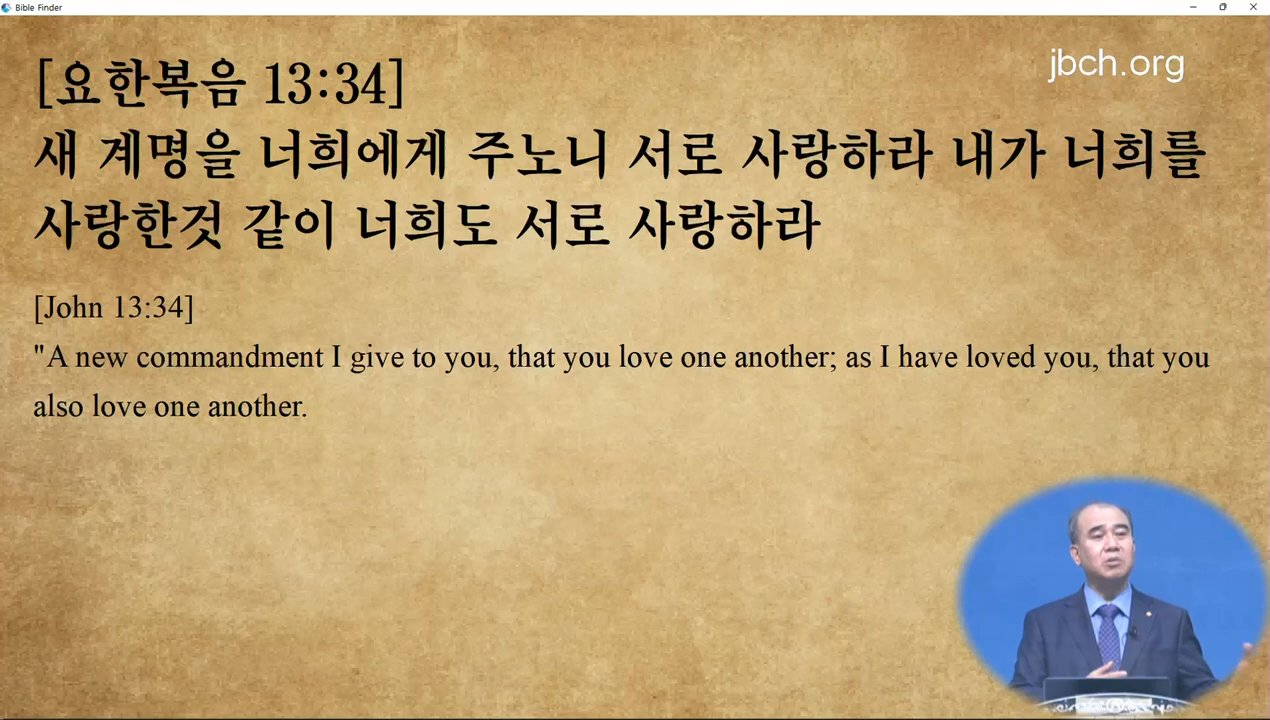 Bible Finder
jbch.org
[요한복음 13:34]
새 계명을 너희에게 주노니 서로 사랑하라 내가 너희를
사랑한것 같이 너희도 서로 사랑하라
[John 13:34]
"A new commandment I give to you, that you love one another; as I have loved you, that you
also love one another.